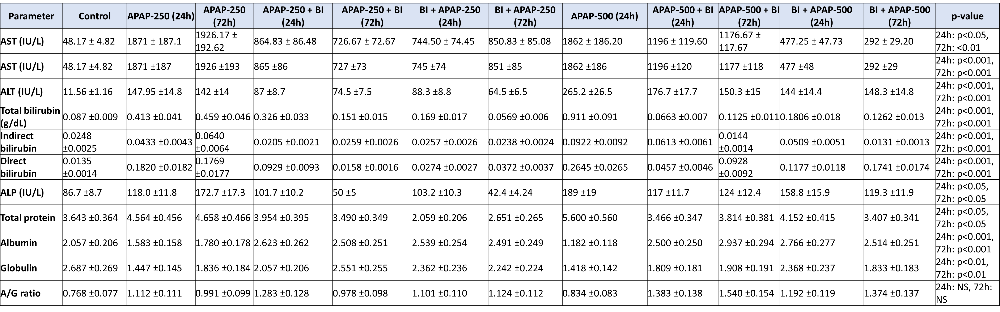 Parameter Control APAP-250 (24h) APAP-250 (72h) APAP-250 + BI (24h) APAP-250 + BI (72h) BI + APAP-250 (24h) BI + APAP-250 (72h) APAP-500 (24h) APAP-500 + BI (24h) APAP-500 + BI (72h) BI + APAP-500 (24h) BI + APAP-500 (72h) p-value
AST (IU/L) 48.17 ± 4.82 1871 ± 187.1 1926.17 ± 192.62 864.83 ± 86.48 726.67 ± 72.67 744.50 ± 74.45 850.83 ± 85.08 1862 ± 186.20 1196 ± 119.60 1176.67 ± 117.67 477.25 ± 47.73 292 ± 29.20 24h: p<0.05, 72h: <0.01
AST (IU/L) 48.17 ±4.82 1871 ±187 1926 ±193 865 ±86 727 ±73 745 ±74 851 ±85 1862 ±186 1196 ±120 1177 ±118 477 ±48 292 ±29 24h: p<0.001, 72h: p<0.001
ALT (IU/L) 11.56 ±1.16 147.95 ±14.8 142 ±14 87 ±8.7 74.5 ±7.5 88.3 ±8.8 64.5 ±6.5 265.2 ±26.5 176.7 ±17.7 150.3 ±15 144 ±14.4 148.3 ±14.8 24h: p<0.001, 72h: p<0.001
Total bilirubin (g/dL) 0.087 ±0.009 0.413 ±0.041 0.459 ±0.046 0.326 ±0.033 0.151 ±0.015 0.169 ±0.017 0.0569 ±0.006 0.911 ±0.091 0.0663 ±0.007 0.1125 ±0.011 0.1806 ±0.018 0.1262 ±0.013 24h: p<0.001, 72h: p<0.001
Indirect bilirubin 0.0248 ±0.0025 0.0433 ±0.0043 0.0640 ±0.0064 0.0205 ±0.0021 0.0259 ±0.0026 0.0257 ±0.0026 0.0238 ±0.0024 0.0922 ±0.0092 0.0613 ±0.0061 0.0144 ±0.0014 0.0509 ±0.0051 0.0131 ±0.0013 24h: p<0.001, 72h: p<0.001
Direct bilirubin 0.0135 ±0.0014 0.1820 ±0.0182 0.1769 ±0.0177 0.0929 ±0.0093 0.0158 ±0.0016 0.0274 ±0.0027 0.0372 ±0.0037 0.2645 ±0.0265 0.0457 ±0.0046 0.0928 ±0.0092 0.1177 ±0.0118 0.1741 ±0.0174 24h: p<0.001, 72h: p<0.001
ALP (IU/L) 86.7 ±8.7 118.0 ±11.8 172.7 ±17.3 101.7 ±10.2 50 ±5 103.2 ±10.3 42.4 ±4.24 189 ±19 117 ±11.7 124 ±12.4 158.8 ±15.9 119.3 ±11.9 24h: p<0.05, 72h: p<0.05
Total protein 3.643 ±0.364 4.564 ±0.456 4.658 ±0.466 3.954 ±0.395 3.490 ±0.349 2.059 ±0.206 2.651 ±0.265 5.600 ±0.560 3.466 ±0.347 3.814 ±0.381 4.152 ±0.415 3.407 ±0.341 24h: p<0.05, 72h: p<0.05
Albumin 2.057 ±0.206 1.583 ±0.158 1.780 ±0.178 2.623 ±0.262 2.508 ±0.251 2.539 ±0.254 2.491 ±0.249 1.182 ±0.118 2.500 ±0.250 2.937 ±0.294 2.766 ±0.277 2.514 ±0.251 24h: p<0.001, 72h: p<0.001
Globulin 2.687 ±0.269 1.447 ±0.145 1.836 ±0.184 2.057 ±0.206 2.551 ±0.255 2.362 ±0.236 2.242 ±0.224 1.418 ±0.142 1.809 ±0.181 1.908 ±0.191 2.368 ±0.237 1.833 ±0.183 24h: p<0.01, 72h: p<0.01
A/G ratio 0.768 ±0.077 1.112 ±0.111 0.991 ±0.099 1.283 ±0.128 0.978 ±0.098 1.101 ±0.110 1.124 ±0.112 0.834 ±0.083 1.383 ±0.138 1.540 ±0.154 1.192 ±0.119 1.374 ±0.137 24h: NS, 72h: NS